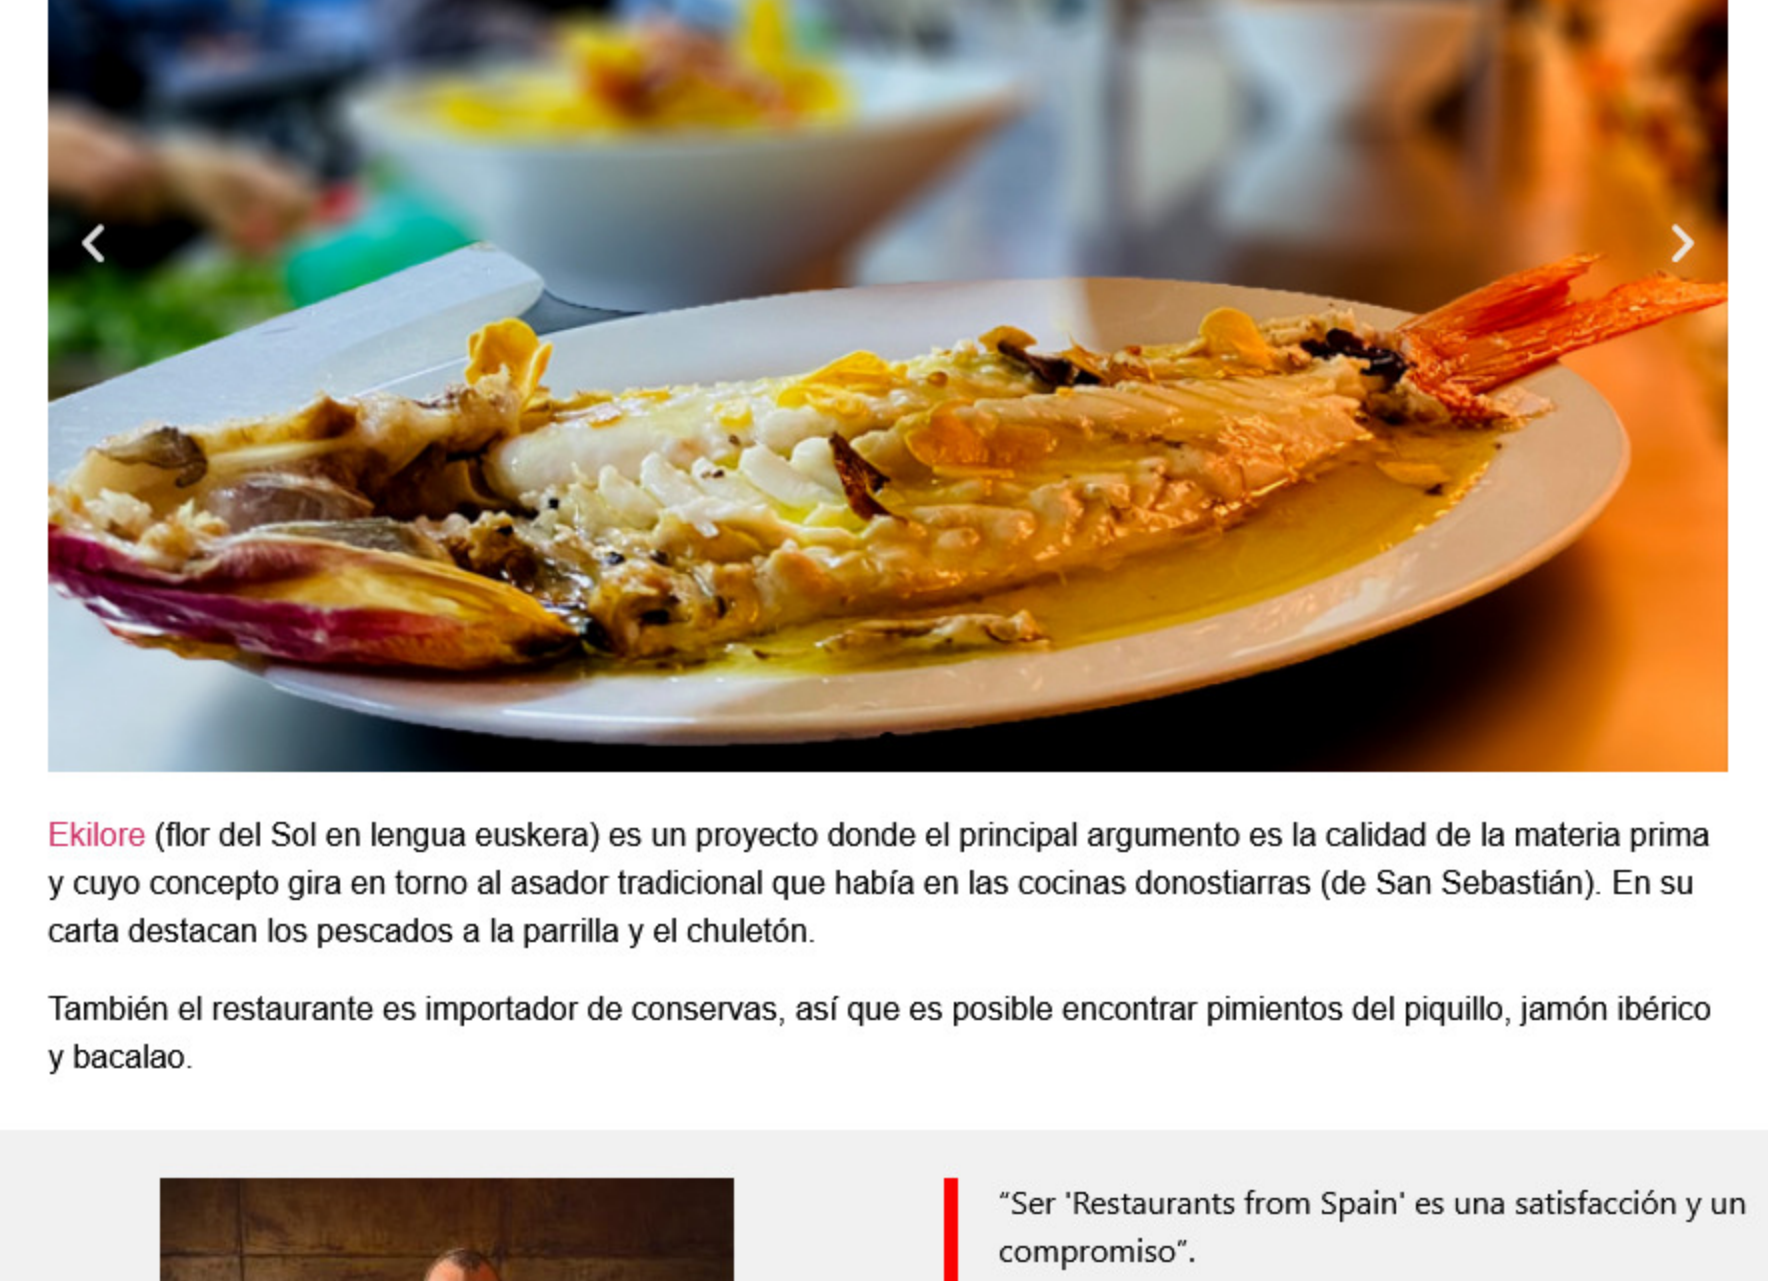 Ekilore (flor del Sol en lengua euskera) es un proyecto donde el principal argumento es la calidad de la materia prima
y cuyo concepto gira en torno al asador tradicional que había en las cocinas donostiarras (de San Sebastián). En su
carta destacan los pescados a la parrilla y el chuletón.
También el restaurante es importador de conservas, así que es posible encontrar pimientos del piquillo, jamón ibérico
y bacalao.
“Ser 'Restaurants from Spain' es una satisfacción y un
compromiso”.